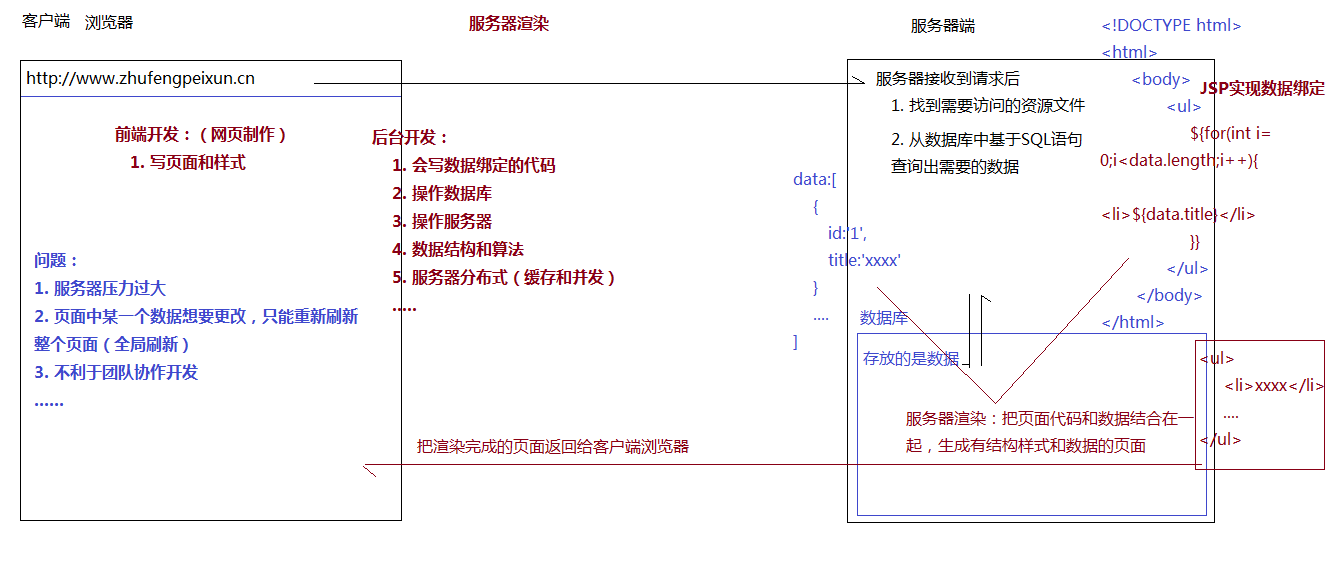 客户端 浏览器
服务器渲染
服务器端
http://www.zhufengpeixun.cn
前端开发：（网页制作）
1. 写页面和样式
问题：
1. 服务器压力过大
2. 页面中某一个数据想要更改，只能重新刷新
整个页面（全局刷新）
3. 不利于团队协作开发
......
后台开发：
1. 会写数据绑定的代码
2. 操作数据库
3. 操作服务器
4. 数据结构和算法
5. 服务器分布式（缓存和并发）
.....
把渲染完成的页面返回给客户端浏览器
data:[
{
id:'1',
title:'xxxx'
}
....
]
服务器接收到请求后
1. 找到需要访问的资源文件
2. 从数据库中基于SQL语句
查询出需要的数据
数据库
存放的是数据
服务器渲染：把页面代码和数据结合在一
起，生成有结构样式和数据的页面
<!DOCTYPE html>
<html>
<body>
JSP实现数据绑定
<ul>
${for(int i=
0;i<data.length;i++){
<li>${data.title}</li>
}}
</ul>
</body>
</html>
<ul>
<li>xxxx</li>
....
</ul>